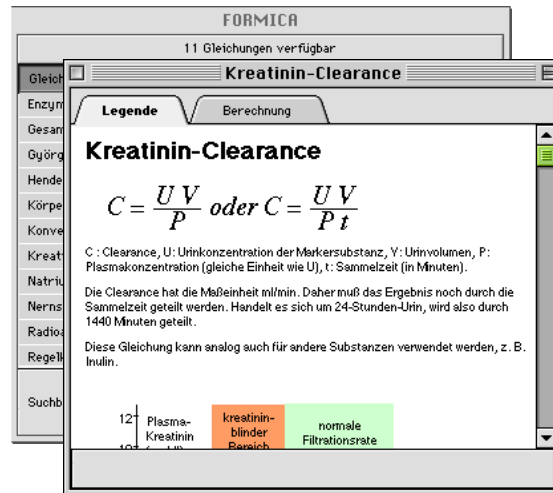 FORMICA
11 Gleichungen verfügbar
Kreatinin-Clearance
Legende
Berechnung
Kreatinin-Clearance
C = U V / P oder C = U V / P t
C : Clearance, U: Urinkonzentration der Markersubstanz, V: Urinvolumen, P:
Plasmakonzentration (gleiche Einheit wie U), t: Sammelzeit (in Minuten).
Die Clearance hat die Maßeinheit ml/min. Daher muß das Ergebnis noch durch die
Sammelzeit geteilt werden. Handelt es sich um 24-Stunden-Urin, wird also durch
1440 Minuten geteilt.
Diese Gleichung kann analog auch für andere Substanzen verwendet werden, z. B.
Inulin.
Gleich
Enzym
Gesam
Györg
Hende
Körpe
Konve
Kreat
Natriu
Nerns
Radioa
Regel
Suchb
12
Plasma-
Kreatinin
kreatinin-
blinder
Bereich
normale
Filtrationsrate